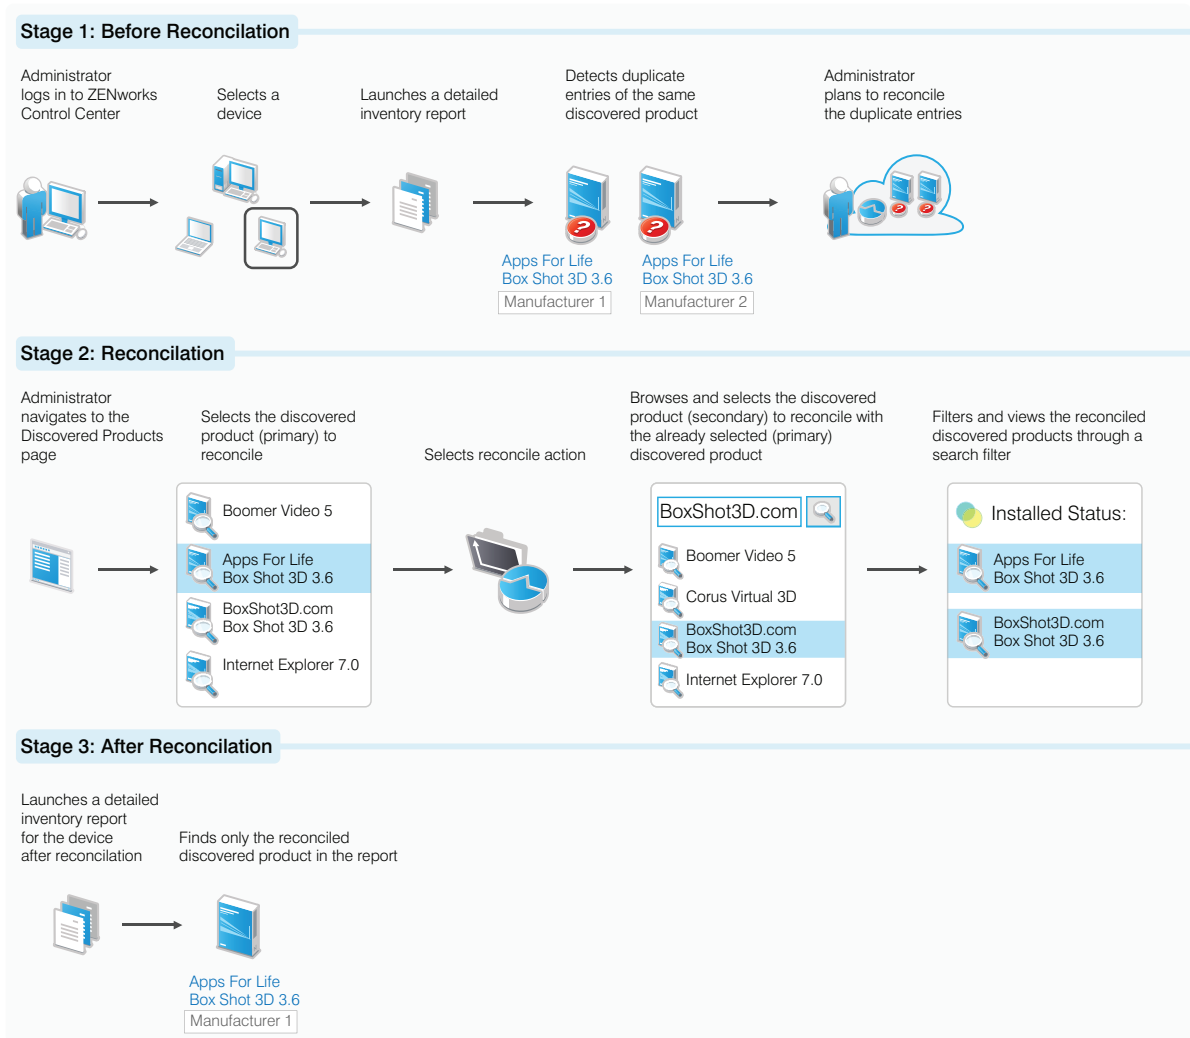 Stage 1: Before Reconcilation
Administrator
logs in to ZENworks
Control Center
Selects a
device
Launches a detailed
inventory report
Detects duplicate
entries of the same
discovered product
Administrator
plans to reconcile
the duplicate entries
Apps For Life
Box Shot 3D 3.6
Manufacturer 1
Apps For Life
Box Shot 3D 3.6
Manufacturer 2
Stage 2: Reconcilation
Administrator
navigates to the
Discovered Products
page
Selects the discovered
product (primary) to
reconcile
Selects reconcile action
Browses and selects the discovered
product (secondary) to reconcile with
the already selected (primary)
discovered product
Filters and views the reconciled
discovered products through a
search filter
Boomer Video 5
Apps For Life
Box Shot 3D 3.6
BoxShot3D.com
Box Shot 3D 3.6
Internet Explorer 7.0
BoxShot3D.com
Boomer Video 5
Corus Virtual 3D
BoxShot3D.com
Box Shot 3D 3.6
Internet Explorer 7.0
Installed Status:
Apps For Life
Box Shot 3D 3.6
BoxShot3D.com
Box Shot 3D 3.6
Stage 3: After Reconcilation
Launches a detailed
inventory report
for the device
after reconcilation
Finds only the reconciled
discovered product in the report
Apps For Life
Box Shot 3D 3.6
Manufacturer 1